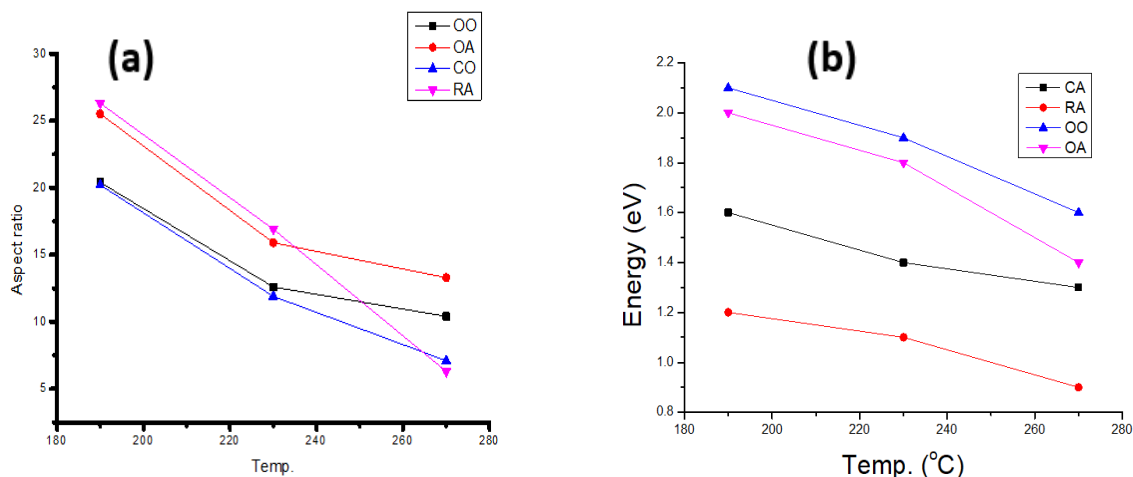 (a)
OO
OA
CO
RA
30
25
20
15
10
5
Aspect ratio
180 200 220 240 260 280
Temp.
(b)
CA
RA
OO
OA
2.2
2.0
1.8
1.6
1.4
1.2
1.0
0.8
Energy (eV)
180 200 220 240 260 280
Temp. (°C)